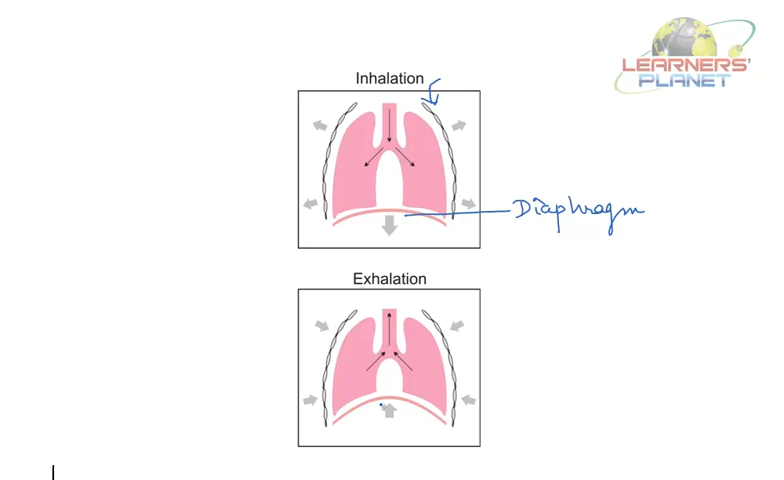 LEARNERS'
PLANET
Inhalation
Diaphragm
Exhalation